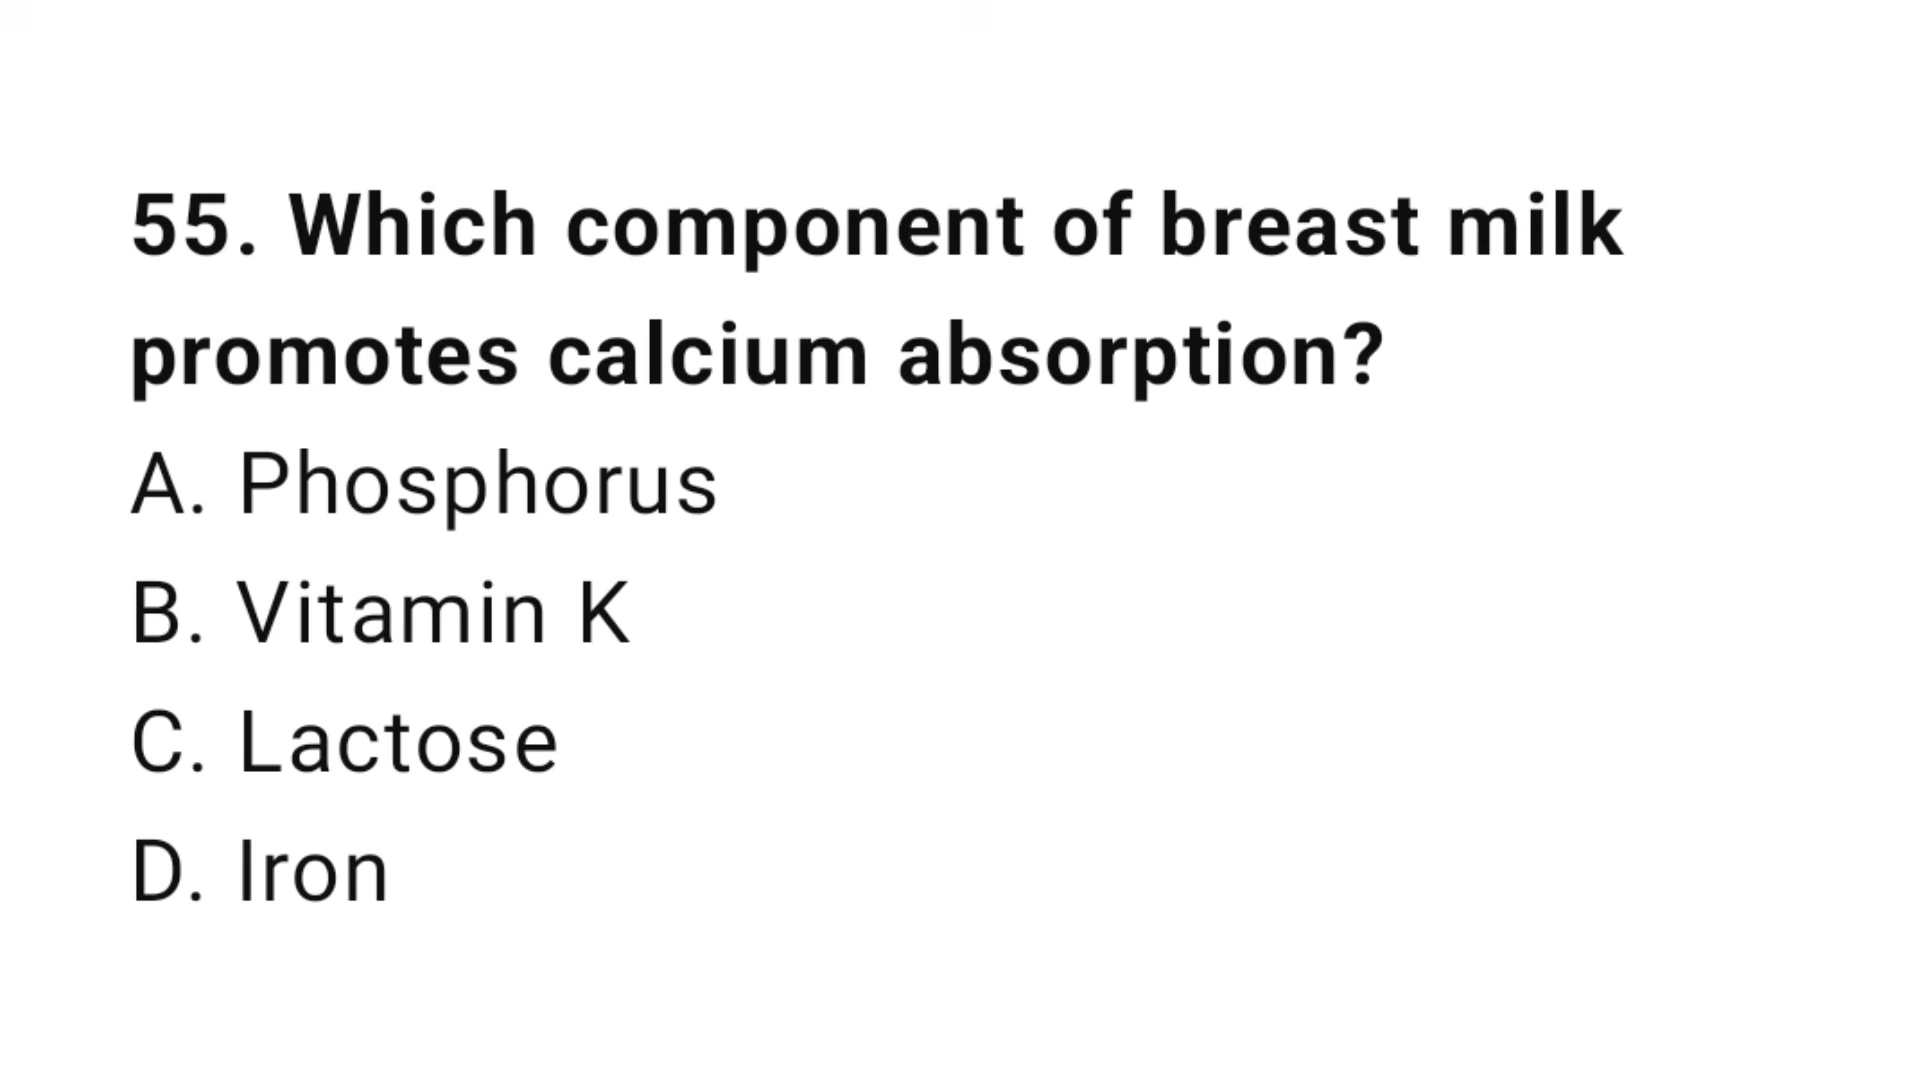 55. Which component of breast milk
promotes calcium absorption?
A. Phosphorus
B. Vitamin K
C. Lactose
D. Iron